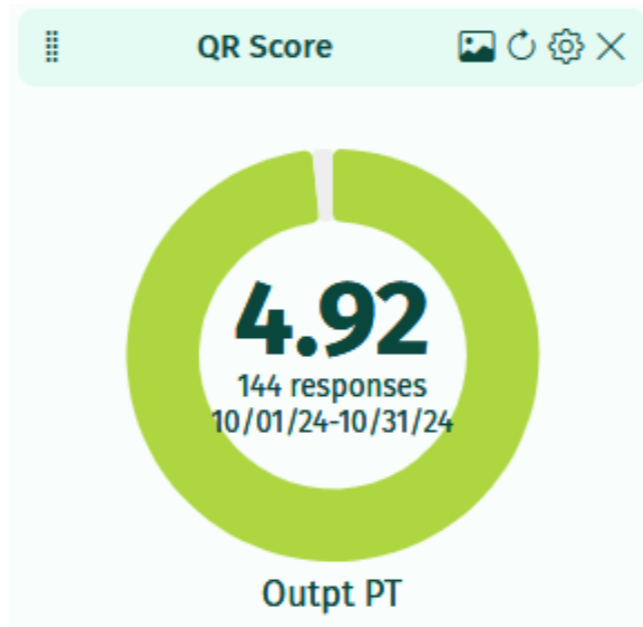 QR Score
4.92
144 responses
10/01/24-10/31/24
Outpt PT